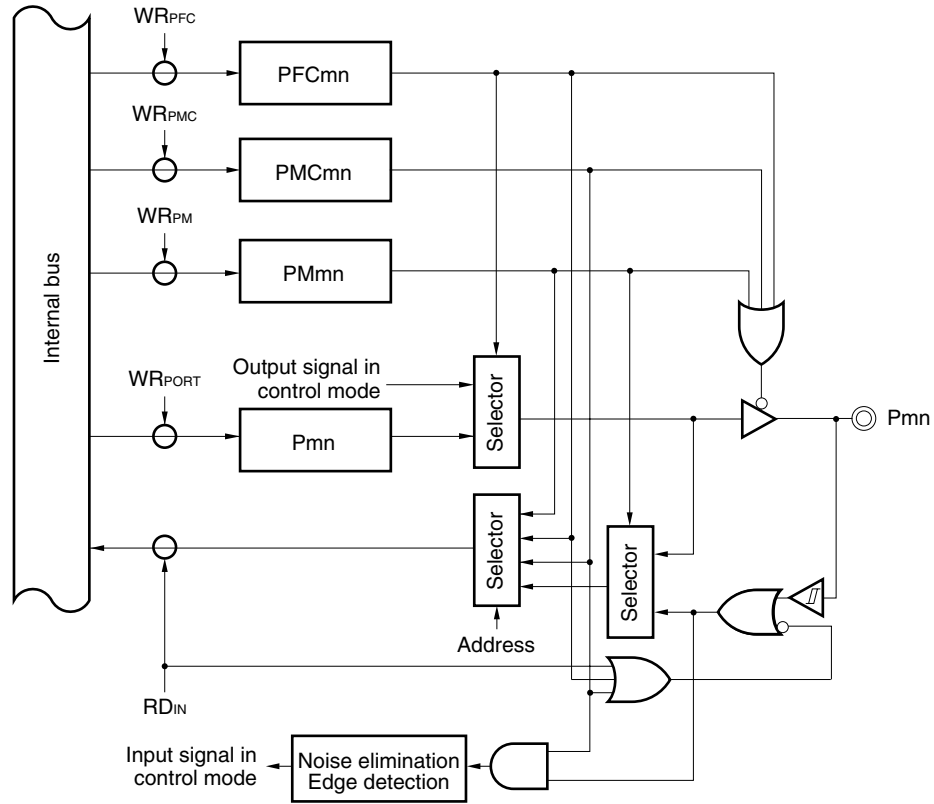 WRPFC
PFCmn
WRPMC
PMCmn
WRPM
PMmn
Internal bus
Output signal in
control mode
WRPORT
Pmn
Selector
Pmn
Selector
Selector
Address
RDIN
Input signal in
control mode
Noise elimination
Edge detection